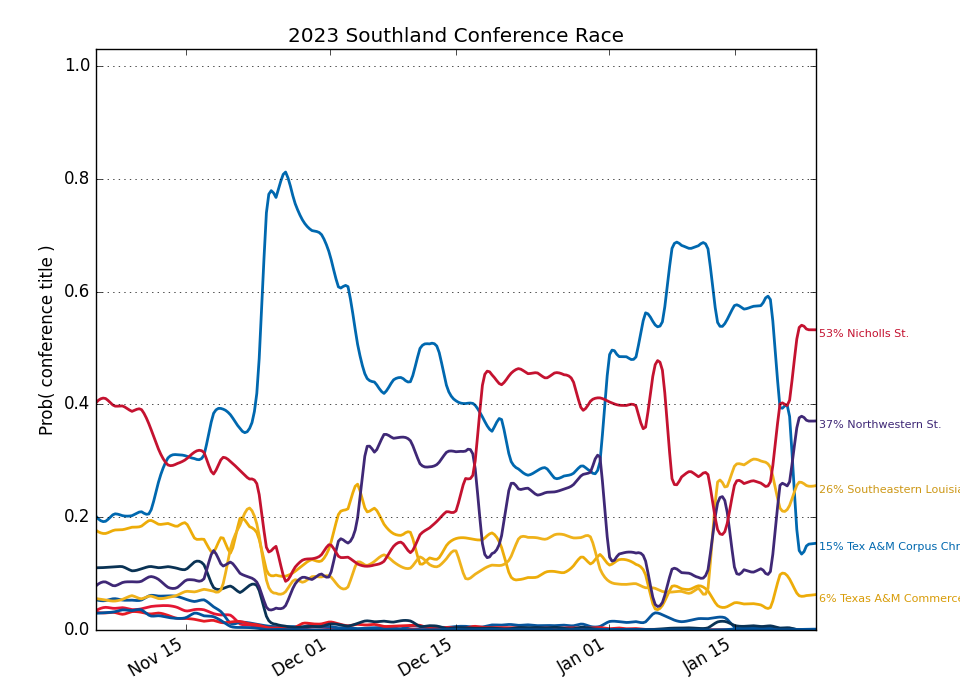 2023 Southland Conference Race
Prob( conference title )
1.0
0.8
0.6
0.4
0.2
0.0
Nov 15
Dec 01
Dec 15
Jan 01
Jan 15
53% Nicholls St.
37% Northwestern St.
26% Southeastern Louisia
15% Tex A&M Corpus Chr
6% Texas A&M Commerce